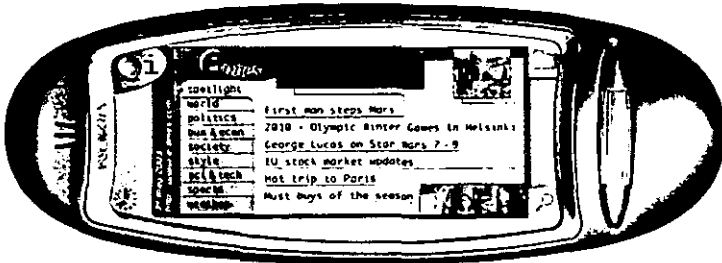 spotlight
world
politics
bus & econ
society
style
sci & tech
sports
First man steps Mars
2010 - Olympic Winter Games in Helsinki
George Lucas on Star Wars 7 - 9
EU stock market updates
Hot trip to Paris
Must buys of the season